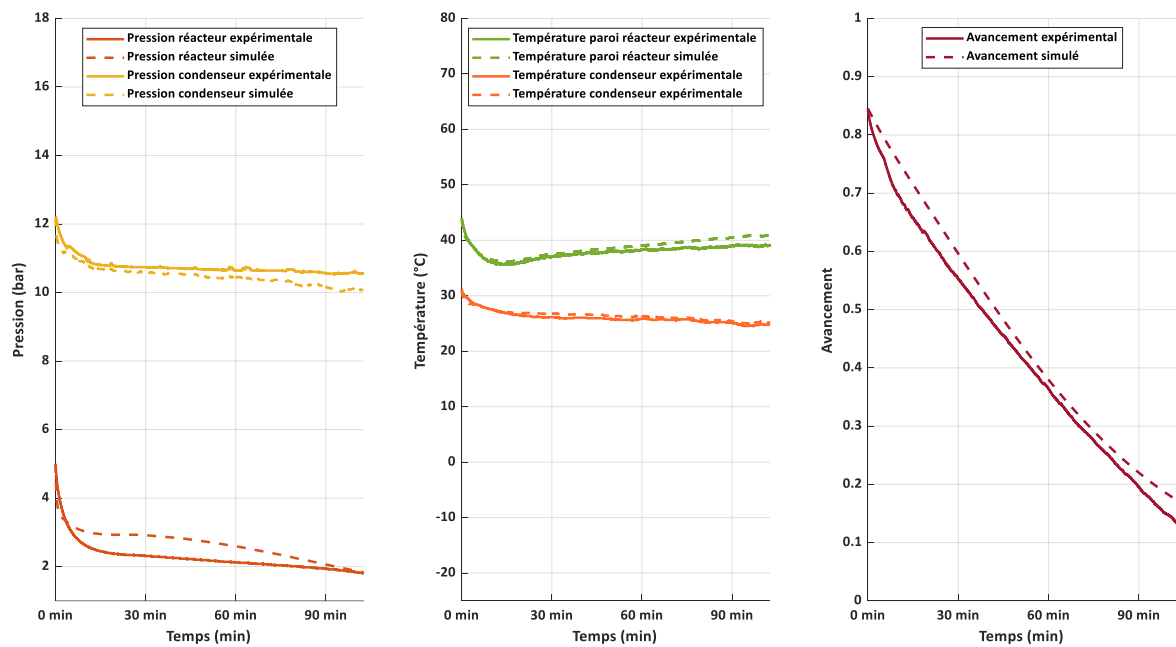 Pression réacteur expérimentale
Pression réacteur simulée
Pression condenseur expérimentale
Pression condenseur simulée
18
16
14
12
10
8
6
4
2
Pression (bar)
0 min
30 min
60 min
90 min
Temps (min)
Température paroi réacteur expérimentale
Température paroi réacteur simulée
Température condenseur expérimentale
Température condenseur expérimentale
80
70
60
50
40
30
20
10
0
-10
-20
Température (°C)
0 min
30 min
60 min
90 min
Temps (min)
Avancement expérimental
Avancement simulé
1
0.9
0.8
0.7
0.6
0.5
0.4
0.3
0.2
0.1
0
Avancement
0 min
30 min
60 min
90 min
Temps (min)